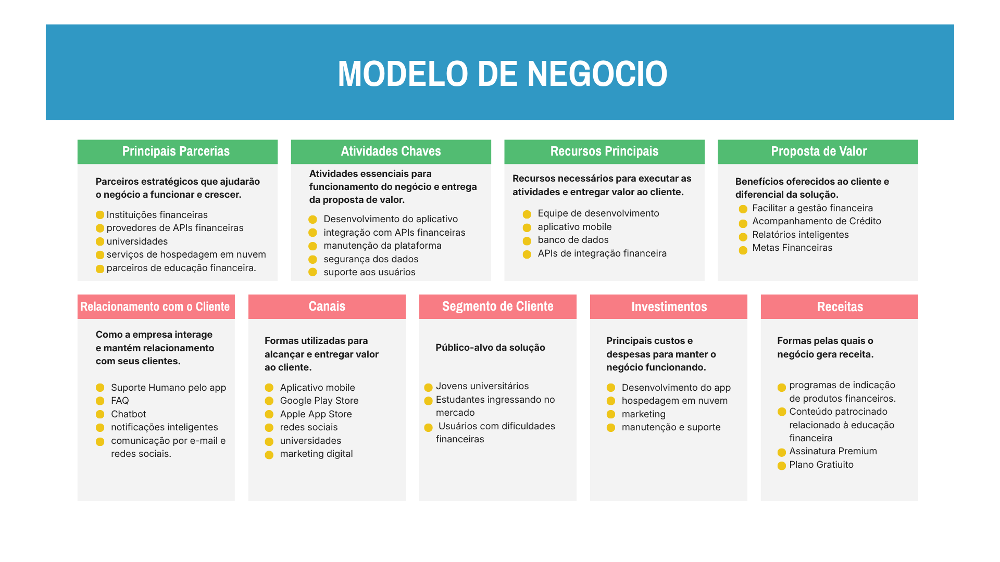 MODELO DE NEGOCIO
Principais Parcerias
Parceiros estratégicos que ajudarão
o negócio a funcionar e crescer.
Instituições financeiras
provedores de APIs financeiras
universidades
serviços de hospedagem em nuvem
parceiros de educação financeira.
Atividades Chaves
Atividades essenciais para
funcionamento do negócio e entrega
da proposta de valor.
Desenvolvimento do aplicativo
integração com APIs financeiras
manutenção da plataforma
segurança dos dados
suporte aos usuários
Recursos Principais
Recursos necessários para executar as
atividades e entregar valor ao cliente.
Equipe de desenvolvimento
aplicativo mobile
banco de dados
APIs de integração financeira
Proposta de Valor
Benefícios oferecidos ao cliente e
diferencial da solução.
Facilitar a gestão financeira
Acompanhamento de Crédito
Relatórios inteligentes
Metas Financeiras
Relacionamento com o Cliente
Como a empresa interage
e mantém relacionamento
com seus clientes.
Suporte Humano pelo app
FAQ
Chatbot
notificações inteligentes
comunicação por e-mail e
redes sociais.
Canais
Formas utilizadas para
alcançar e entregar valor
ao cliente.
Aplicativo mobile
Google Play Store
Apple App Store
redes sociais
universidades
marketing digital
Segmento de Cliente
Público-alvo da solução
Jovens universitários
Estudantes ingressando no
mercado
Usuários com dificuldades
financeiras
Investimentos
Principais custos e
despesas para manter o
negócio funcionando.
Desenvolvimento do app
hospedagem em nuvem
marketing
manutenção e suporte
Receitas
Formas pelas quais o
negócio gera receita.
programas de indicação
de produtos financeiros.
Conteúdo patrocinado
relacionado à educação
financeira
Assinatura Premium
Plano Gratiuito